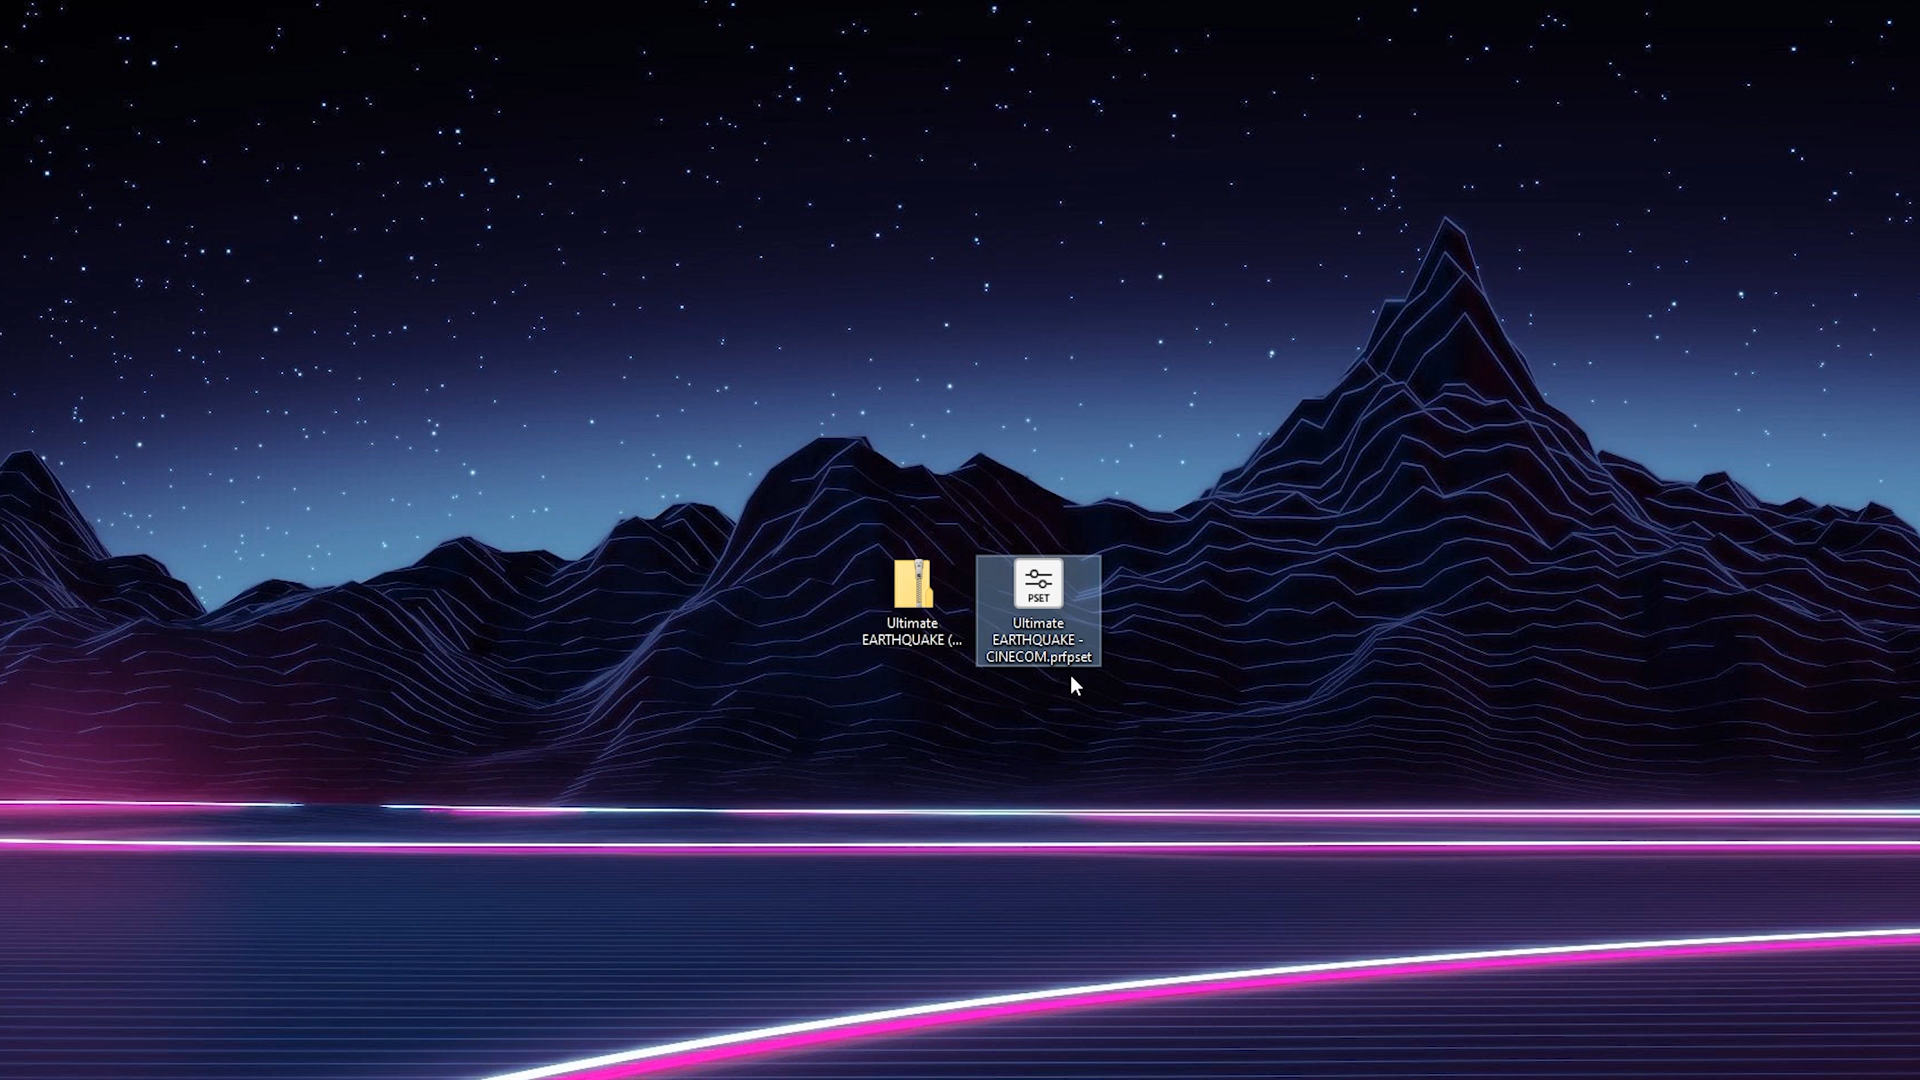 Ultimate
EARTHQUAKE (...
PSET
Ultimate
EARTHQUAKE -
CINECOM.prfpset